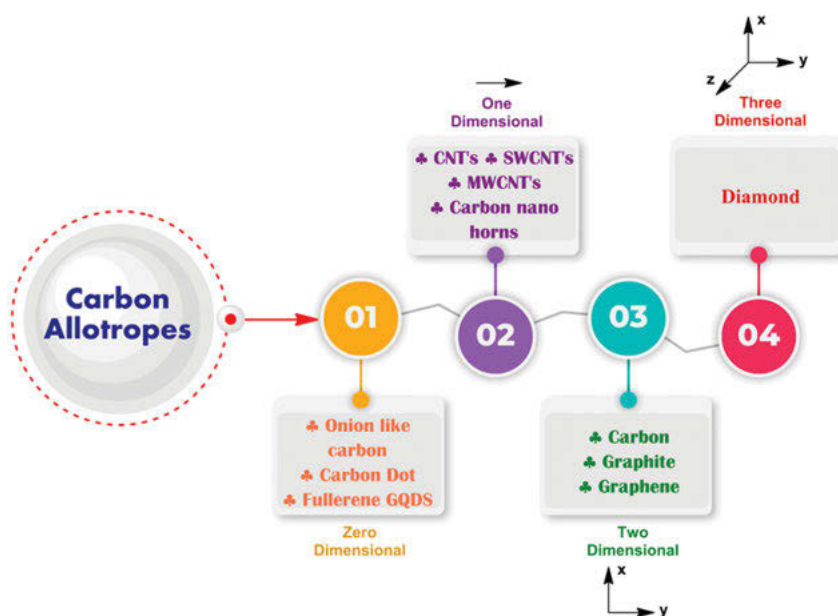 Carbon
Allotropes
01
♣ Onion like
carbon
♣ Carbon Dot
♣ Fullerene GQDS
Zero
Dimensional
One
Dimensional
♣ CNT's ♣ SWCNT's
♣ MWCNT's
♣ Carbon nano
horns
02
03
♣ Carbon
♣ Graphite
♣ Graphene
Two
Dimensional
x
y
x
y
z
Three
Dimensional
Diamond
04